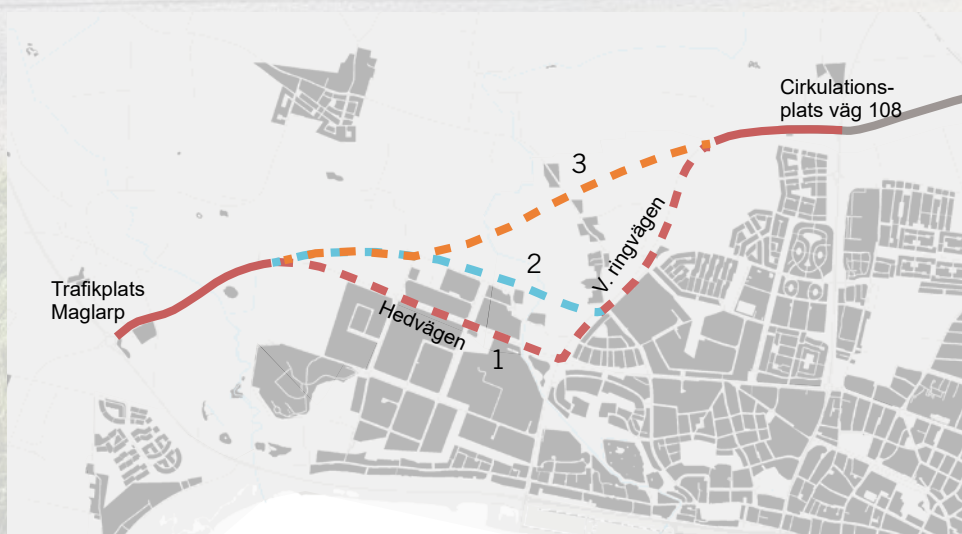 Cirkulations-
plats väg 108
3
V. ringvägen
2
Trafikplats
Maglarp
Hedvägen
1